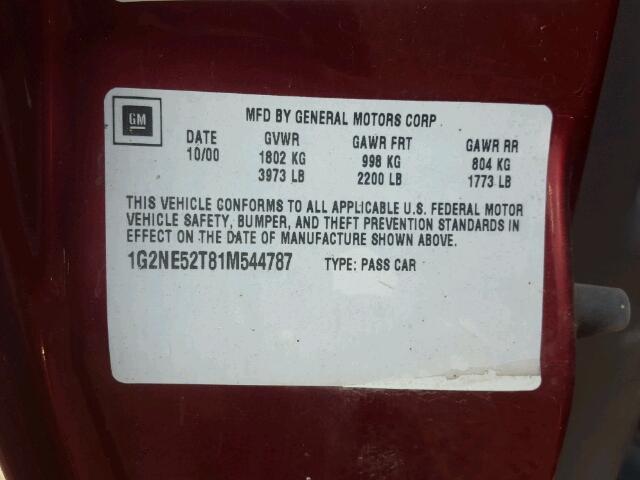 GM
MFD BY GENERAL MOTORS CORP
DATE GVWR GAWR FRT GAWR RR
10/00 1802 KG 998 KG 804 KG
3973 LB 2200 LB 1773 LB
THIS VEHICLE CONFORMS TO ALL APPLICABLE U.S. FEDERAL MOTOR
VEHICLE SAFETY, BUMPER, AND THEFT PREVENTION STANDARDS IN
EFFECT ON THE DATE OF MANUFACTURE SHOWN ABOVE.
1G2NE52T81M544787 TYPE: PASS CAR